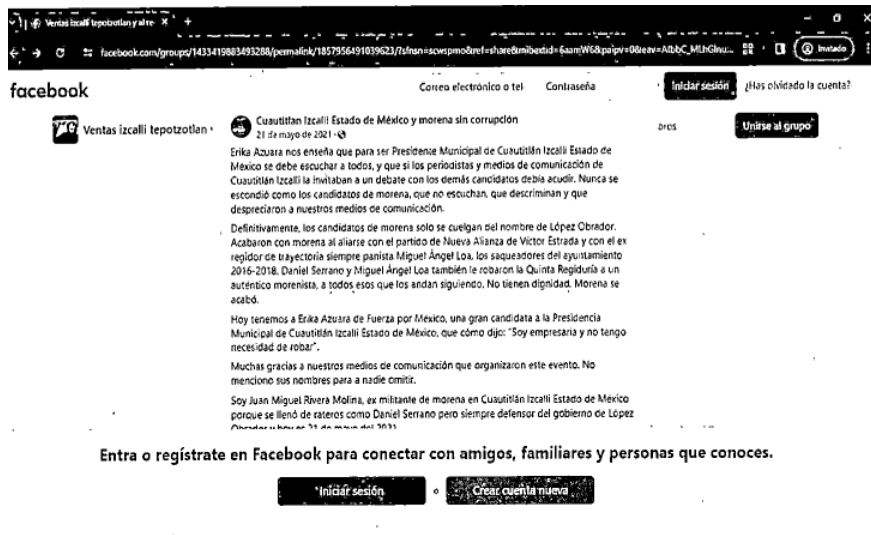 Ventas izcalli tepotzotlan y al re
facebook.com/groups/1433419883493288/permalink/1857956491039623/?sfnsn=scwspmo&ref=share&mibextid=6aamW6&paipv=0&eav=
Invitado
facebook
Correo electrónico o tel
Contraseña
Iniciar sesión
¿Has olvidado la cuenta?
Ventas izcalli tepotzotlan
Unirse al grupo
Cuautitlan Izcalli Estado de México y morena sin corrupción
21 de mayo de 2021
Erika Azuara nos enseña que para ser Presidente Municipal de Cuautitlán Izcalli Estado de
México se debe escuchar a todos, y que si los periodistas y medios de comunicación de
Cuautitlán Izcalli la invitaban a un debate con los demás candidatos debía acudir. Nunca se
escondió como los candidatos de morena, que no escuchan, que descriminan y que
despreciaron a nuestros medios de comunicación.
Definitivamente, los candidatos de morena solo se cuelgan del nombre de López Obrador.
Acabaron con morena al aliarse con el partido de Nueva Alianza de Víctor Estrada y con el ex
regidor de trayectoria siempre panista Miguel Ángel Loa, los saqueadores del ayuntamiento
2016-2018. Daniel Serrano y Miguel Ángel Loa también le robaron la Quinta Regiduría a un
auténtico morenista, a todos esos que los andan siguiendo. No tienen dignidad. Morena se
acabó.
Hoy tenemos a Erika Azuara de Fuerza por México, una gran candidata a la Presidencia
Municipal de Cuautitlán Izcalli Estado de México, que cómo dijo: "Soy empresaria y no tengo
necesidad de robar".
Muchas gracias a nuestros medios de comunicación que organizaron este evento. No
menciono sus nombres para a nadie omitir.
Soy Juan Miguel Rivera Molina, ex militante de morena en Cuautitlán Izcalli Estado de México
porque se llenó de rateros como Daniel Serrano pero siempre defensor del gobierno de López
Obrador y hoy es 21 de mayo del 2021
Entra o regístrate en Facebook para conectar con amigos, familiares y personas que conoces.
Iniciar sesión
o
Crear cuenta nueva